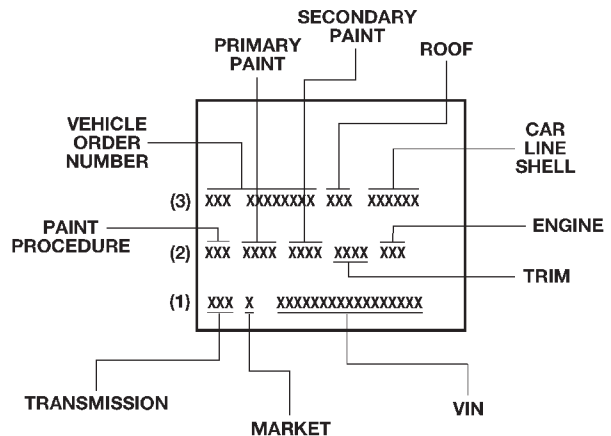 SECONDARY
PAINT
PRIMARY
PAINT
ROOF
VEHICLE
ORDER
NUMBER
CAR
LINE
SHELL
(3) XXX XXXXXXXX XXX XXXXXX
PAINT
PROCEDURE
ENGINE
(2) XXX XXXX XXXX XXXX XXX
TRIM
(1) XXX X XXXXXXXXXXXXXXXXX
TRANSMISSION
MARKET
VIN